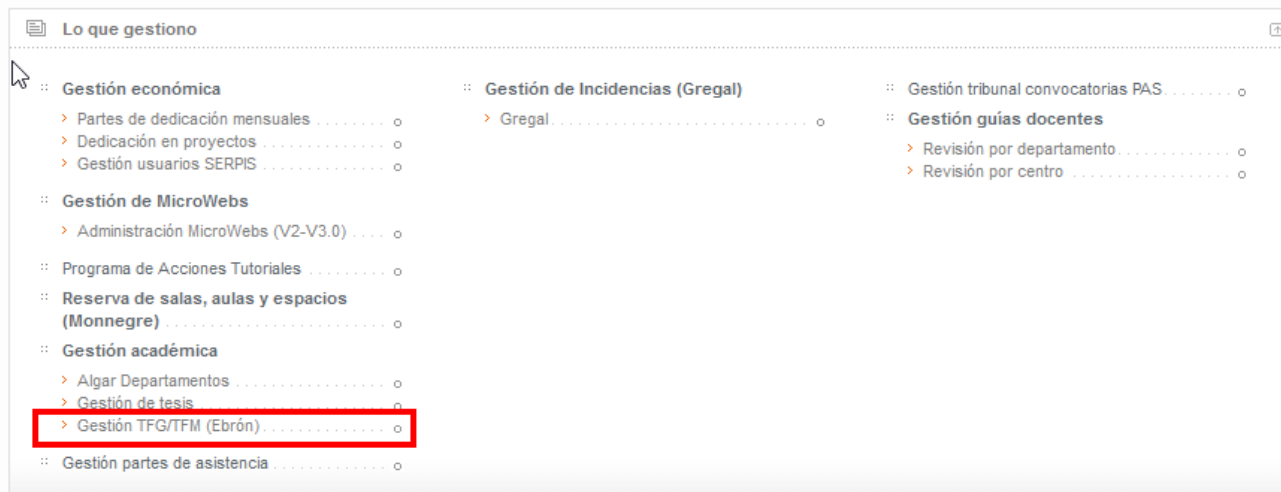 Lo que gestiono
Gestión económica
Partes de dedicación mensuales
Dedicación en proyectos
Gestión usuarios SERPIS
Gestión de MicroWebs
Administración MicroWebs (V2-V3.0)
Programa de Acciones Tutoriales
Reserva de salas, aulas y espacios
(Monnegre)
Gestión académica
Algar Departamentos
Gestión de tesis
Gestión TFG/TFM (Ebrón)
Gestión partes de asistencia
Gestión de Incidencias (Gregal)
Gregal
Gestión tribunal convocatorias PAS
Gestión guías docentes
Revisión por departamento
Revisión por centro